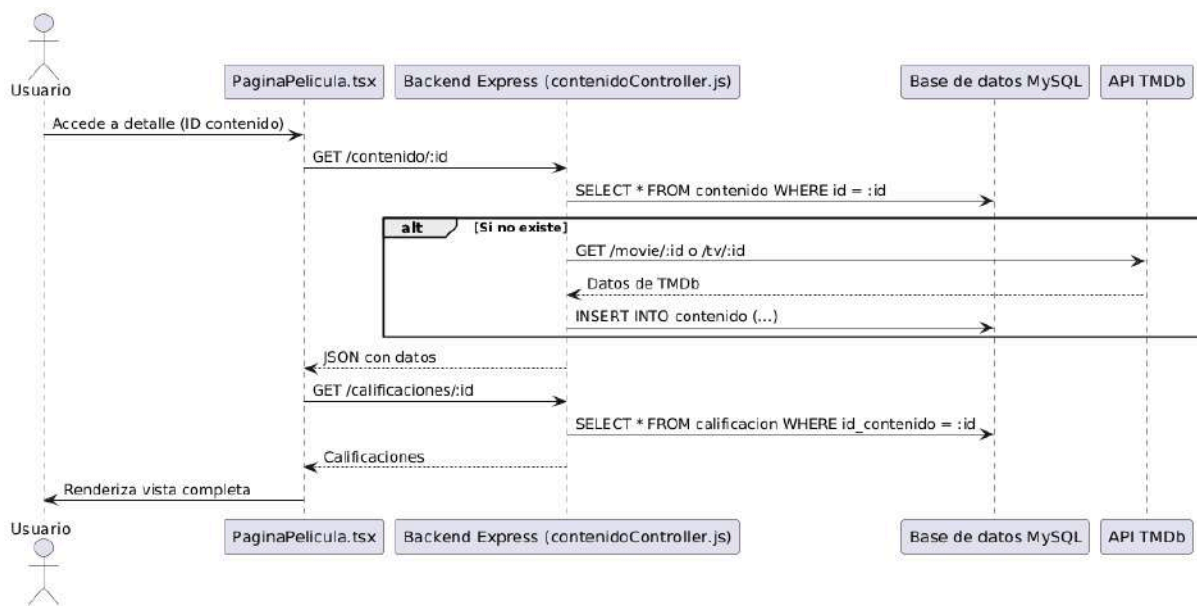 Usuario
PaginaPelicula.tsx
Backend Express (contenidoController.js)
Base de datos MySQL
API TMDb
Accede a detalle (ID contenido)
GET /contenido/:id
SELECT * FROM contenido WHERE id = :id
alt [Si no existe]
GET /movie/:id o /tv/:id
Datos de TMDb
INSERT INTO contenido (...)
JSON con datos
GET /calificaciones/:id
SELECT * FROM calificacion WHERE id_contenido = :id
Calificaciones
Renderiza vista completa
Usuario
PaginaPelicula.tsx
Backend Express (contenidoController.js)
Base de datos MySQL
API TMDb